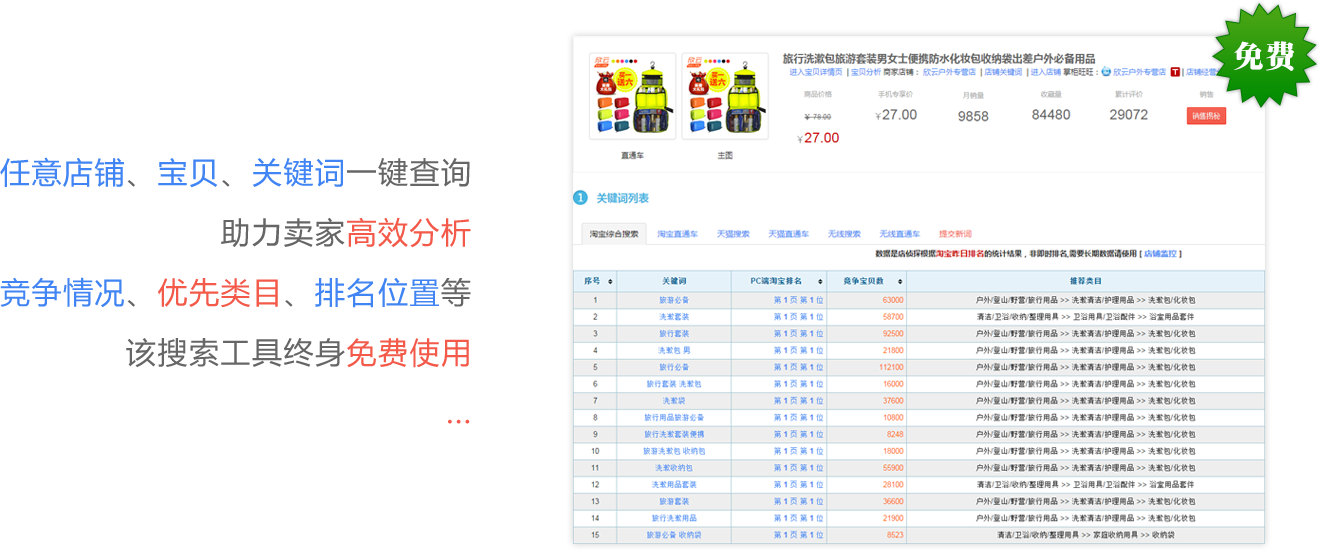 任意店铺、宝贝、关键词一键查询
助力卖家高效分析
竞争情况、优先类目、排名位置等
该搜索工具终身免费使用
...
免费
旅行洗漱包旅游套装男女士便携防水化妆包收纳袋出差户外必备用品
进入宝贝详情页 | 宝贝分析 商家店铺： 欣云户外专营店 | 店铺关键词 | 进入店铺 掌柜旺旺： 欣云户外专营店 | 店铺经营
商品价格 手机专享价 月销量 收藏量 累计评价 销售
￥78.00 ￥27.00 9858 84480 29072 销售揭秘
￥27.00
买一送六 买一送六
直通车 主图
1 关键词列表
淘宝综合搜索 淘宝直通车 天猫搜索 天猫直通车 无线搜索 无线直通车 提交新词
数据是店侦探根据淘宝昨日排名的统计结果，非即时排名,需要长期数据请使用 [ 店铺监控 ]
序号 关键词 PC端淘宝排名 竞争宝贝数 推荐类目
1 旅游必备 第 1 页 第 1 位 63000 户外/登山/野营/旅行用品 >> 洗漱清洁/护理用品 >> 洗漱包/化妆包
2 洗漱套装 第 1 页 第 1 位 58700 清洁/卫浴/收纳/整理用具 >> 卫浴用具/卫浴配件 >> 浴室用品套件
3 旅行套装 第 1 页 第 1 位 92500 户外/登山/野营/旅行用品 >> 洗漱清洁/护理用品 >> 洗漱包/化妆包
4 洗漱包 男 第 1 页 第 1 位 21800 户外/登山/野营/旅行用品 >> 洗漱清洁/护理用品 >> 洗漱包/化妆包
5 旅行必备 第 1 页 第 1 位 112100 户外/登山/野营/旅行用品 >> 洗漱清洁/护理用品 >> 洗漱包/化妆包
6 旅行套装 洗漱包 第 1 页 第 1 位 16000 户外/登山/野营/旅行用品 >> 洗漱清洁/护理用品 >> 洗漱包/化妆包
7 洗漱袋 第 1 页 第 1 位 37600 户外/登山/野营/旅行用品 >> 洗漱清洁/护理用品 >> 洗漱包/化妆包
8 旅行用品旅游必备 第 1 页 第 1 位 10800 户外/登山/野营/旅行用品 >> 洗漱清洁/护理用品 >> 洗漱包/化妆包
9 旅行洗漱套装便携 第 1 页 第 1 位 8248 户外/登山/野营/旅行用品 >> 洗漱清洁/护理用品 >> 洗漱包/化妆包
10 旅游洗漱包 收纳包 第 1 页 第 1 位 18000 户外/登山/野营/旅行用品 >> 洗漱清洁/护理用品 >> 洗漱包/化妆包
11 洗漱收纳包 第 1 页 第 1 位 55900 户外/登山/野营/旅行用品 >> 洗漱清洁/护理用品 >> 洗漱包/化妆包
12 洗漱用品套装 第 1 页 第 1 位 28100 清洁/卫浴/收纳/整理用具 >> 卫浴用具/卫浴配件 >> 浴室用品套件
13 旅游套装 第 1 页 第 1 位 36600 户外/登山/野营/旅行用品 >> 洗漱清洁/护理用品 >> 洗漱包/化妆包
14 旅行洗漱用品 第 1 页 第 1 位 21900 户外/登山/野营/旅行用品 >> 洗漱清洁/护理用品 >> 洗漱包/化妆包
15 旅游必备 收纳袋 第 1 页 第 1 位 8523 清洁/卫浴/收纳/整理用具 >> 家庭收纳用具 >> 收纳袋